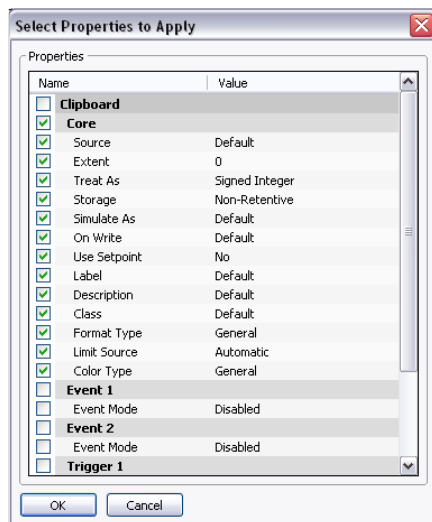 Select Properties to Apply
Properties
Name Value
Clipboard
Core
Source Default
Extent 0
Treat As Signed Integer
Storage Non-Retentive
Simulate As Default
On Write Default
Use Setpoint No
Label Default
Description Default
Class Default
Format Type General
Limit Source Automatic
Color Type General
Event 1
Event Mode Disabled
Event 2
Event Mode Disabled
Trigger 1
OK Cancel